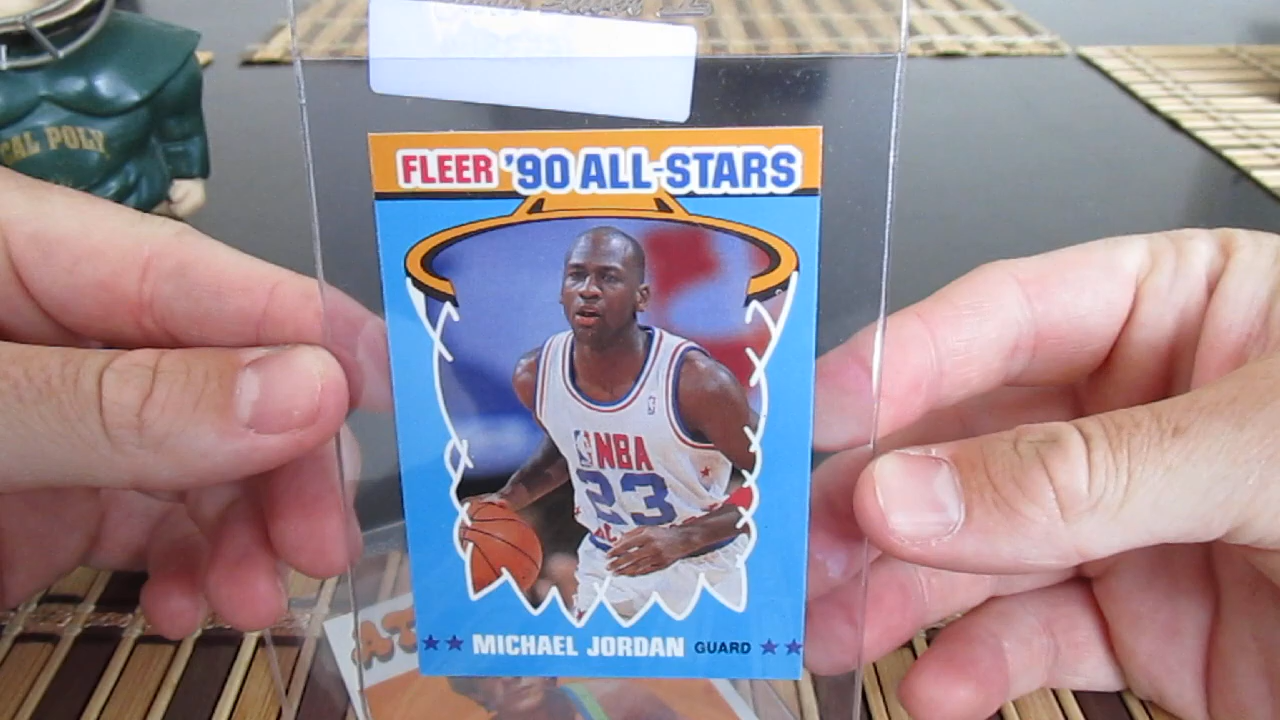 CAL POLY
FLEER '90 ALL-STARS
NBA
23
MICHAEL JORDAN GUARD